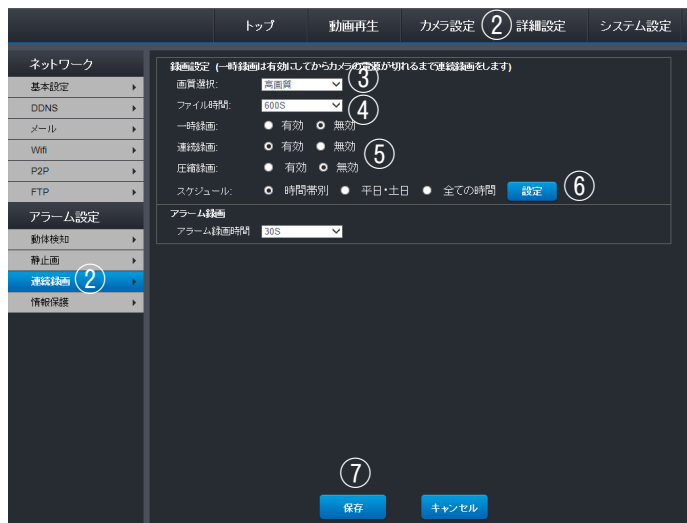 トップ 動画再生 カメラ設定 ② 詳細設定 システム設定
ネットワーク
基本設定
DDNS
メール
Wifi
P2P
FTP
アラーム設定
動体検知
静止画
連続録画 ②
情報保護
録画設定 (一時録画は有効にしてからカメラの電源が切れるまで連続録画をします)
画質選択: 高画質 ③
ファイル時間: 600S ④
一時録画: 有効 無効
連続録画: 有効 無効 ⑤
圧縮録画: 有効 無効
スケジュール: 時間帯別 平日・土日 全ての時間 設定 ⑥
アラーム録画
アラーム録画時間 30S
⑦
保存 キャンセル